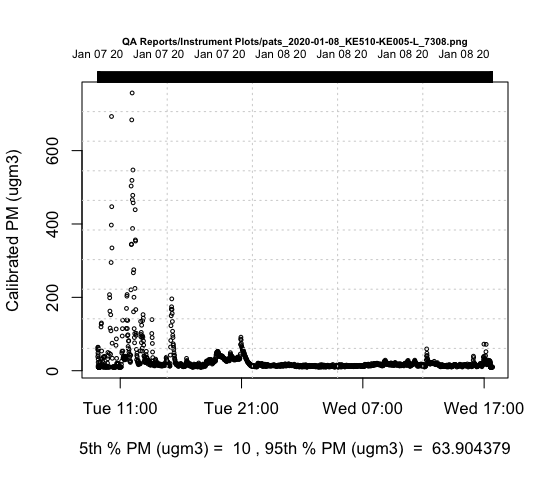 QA Reports/Instrument Plots/pats_2020-01-08_KE510-KE005-L_7308.png
Jan 07 20 Jan 07 20 Jan 07 20 Jan 08 20 Jan 08 20 Jan 08 20 Jan 08 20
Calibrated PM (ugm3)
600
400
200
0
Tue 11:00 Tue 21:00 Wed 07:00 Wed 17:00
5th % PM (ugm3) = 10 , 95th % PM (ugm3) = 63.904379